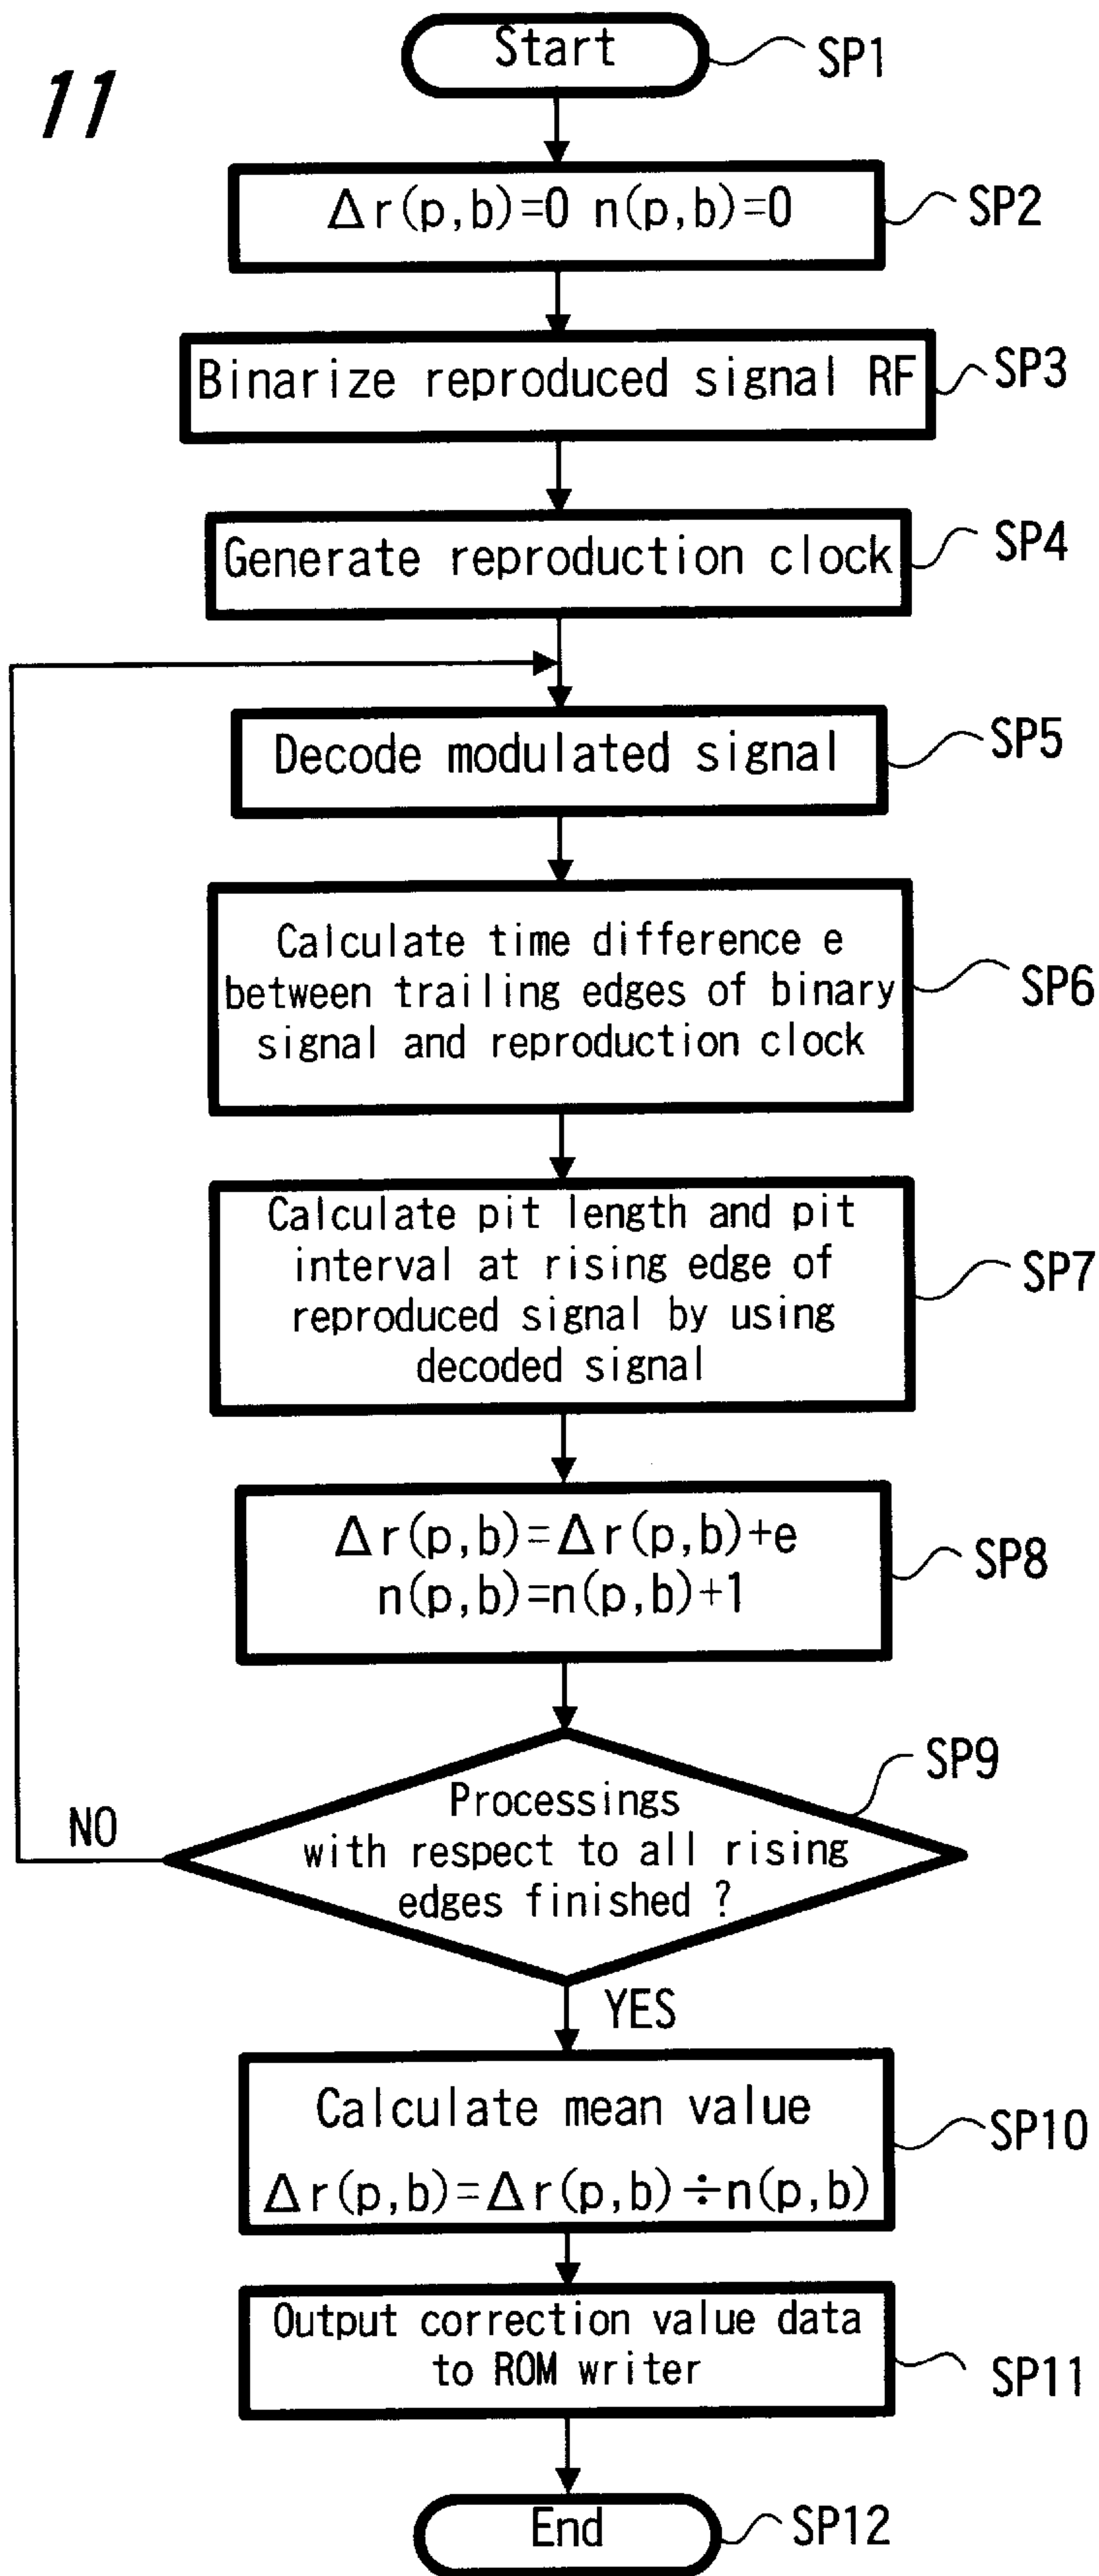 11
Start
SP1
Δr(p,b)=0 n(p,b)=0
SP2
Binarize reproduced signal RF
SP3
Generate reproduction clock
SP4
Decode modulated signal
SP5
Calculate time difference e
between trailing edges of binary
signal and reproduction clock
SP6
Calculate pit length and pit
interval at rising edge of
reproduced signal by using
decoded signal
SP7
Δr(p,b)=Δr(p,b)+e
n(p,b)=n(p,b)+1
SP8
SP9
Processings
with respect to all rising
edges finished ?
NO
YES
Calculate mean value
Δr(p,b)=Δr(p,b)÷n(p,b)
SP10
Output correction value data
to ROM writer
SP11
End
SP12